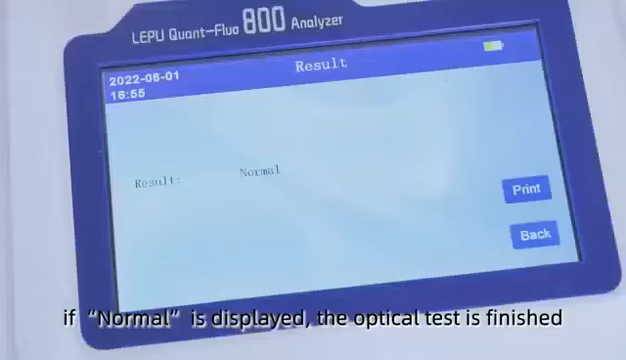 LEPU Quant-Fluo 800 Analyzer
2022-06-01
16:55
Result
Result: Normal
Print
Back
if “Normal” is displayed, the optical test is finished